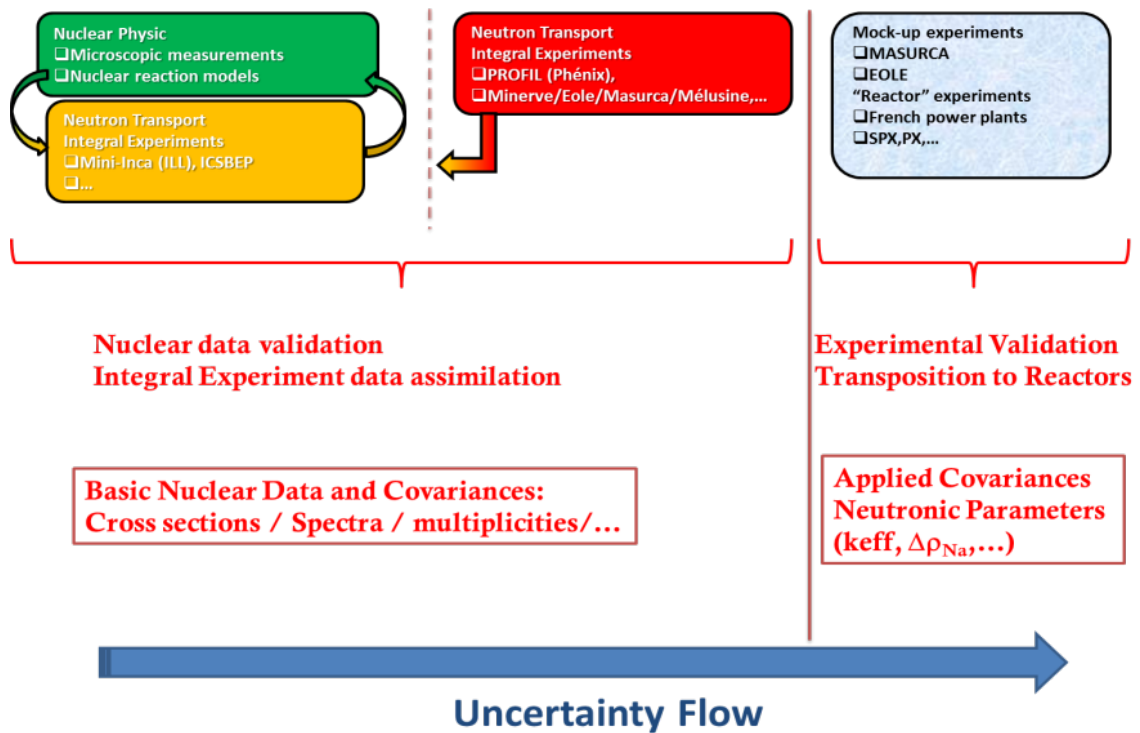 Nuclear Physic
❑Microscopic measurements
❑Nuclear reaction models
Neutron Transport
Integral Experiments
❑Mini-Inca (ILL), ICSBEP
❑...
Neutron Transport
Integral Experiments
❑PROFIL (Phénix),
❑Minerve/Eole/Masurca/Mélusine,...
Mock-up experiments
❑MASURCA
❑EOLE
“Reactor” experiments
❑French power plants
❑SPX,PX,...
Nuclear data validation
Integral Experiment data assimilation
Experimental Validation
Transposition to Reactors
Basic Nuclear Data and Covariances:
Cross sections / Spectra / multiplicities/...
Applied Covariances
Neutronic Parameters
(keff, ΔρNa,...)
Uncertainty Flow